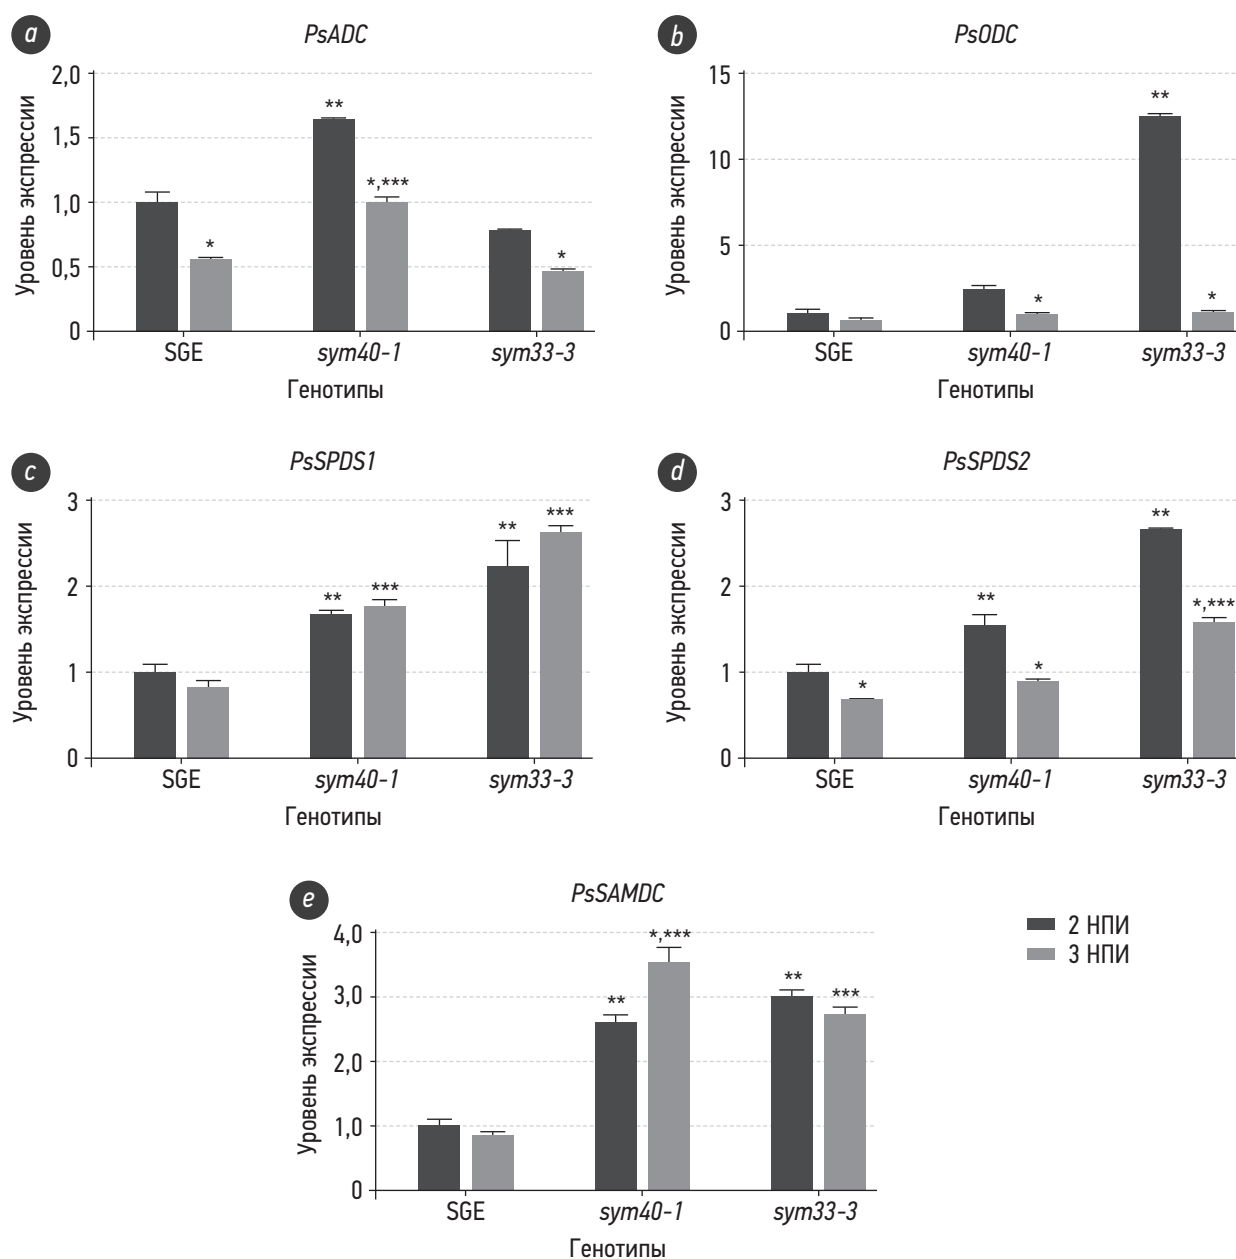 a
PsADC
Уровень экспрессии
2,0
1,5
1,0
0,5
0
**
*,***
*
*
SGE
sym40-1
sym33-3
Генотипы
b
PsODC
Уровень экспрессии
15
10
5
0
**
*
*
SGE
sym40-1
sym33-3
Генотипы
c
PsSPDS1
Уровень экспрессии
3
2
1
0
**
***
**
***
SGE
sym40-1
sym33-3
Генотипы
d
PsSPDS2
Уровень экспрессии
3
2
1
0
*
**
*
**
*,***
SGE
sym40-1
sym33-3
Генотипы
e
PsSAMDC
Уровень экспрессии
4,0
3,0
2,0
1,0
0
**
*,***
**
***
SGE
sym40-1
sym33-3
Генотипы
2 НПИ
3 НПИ